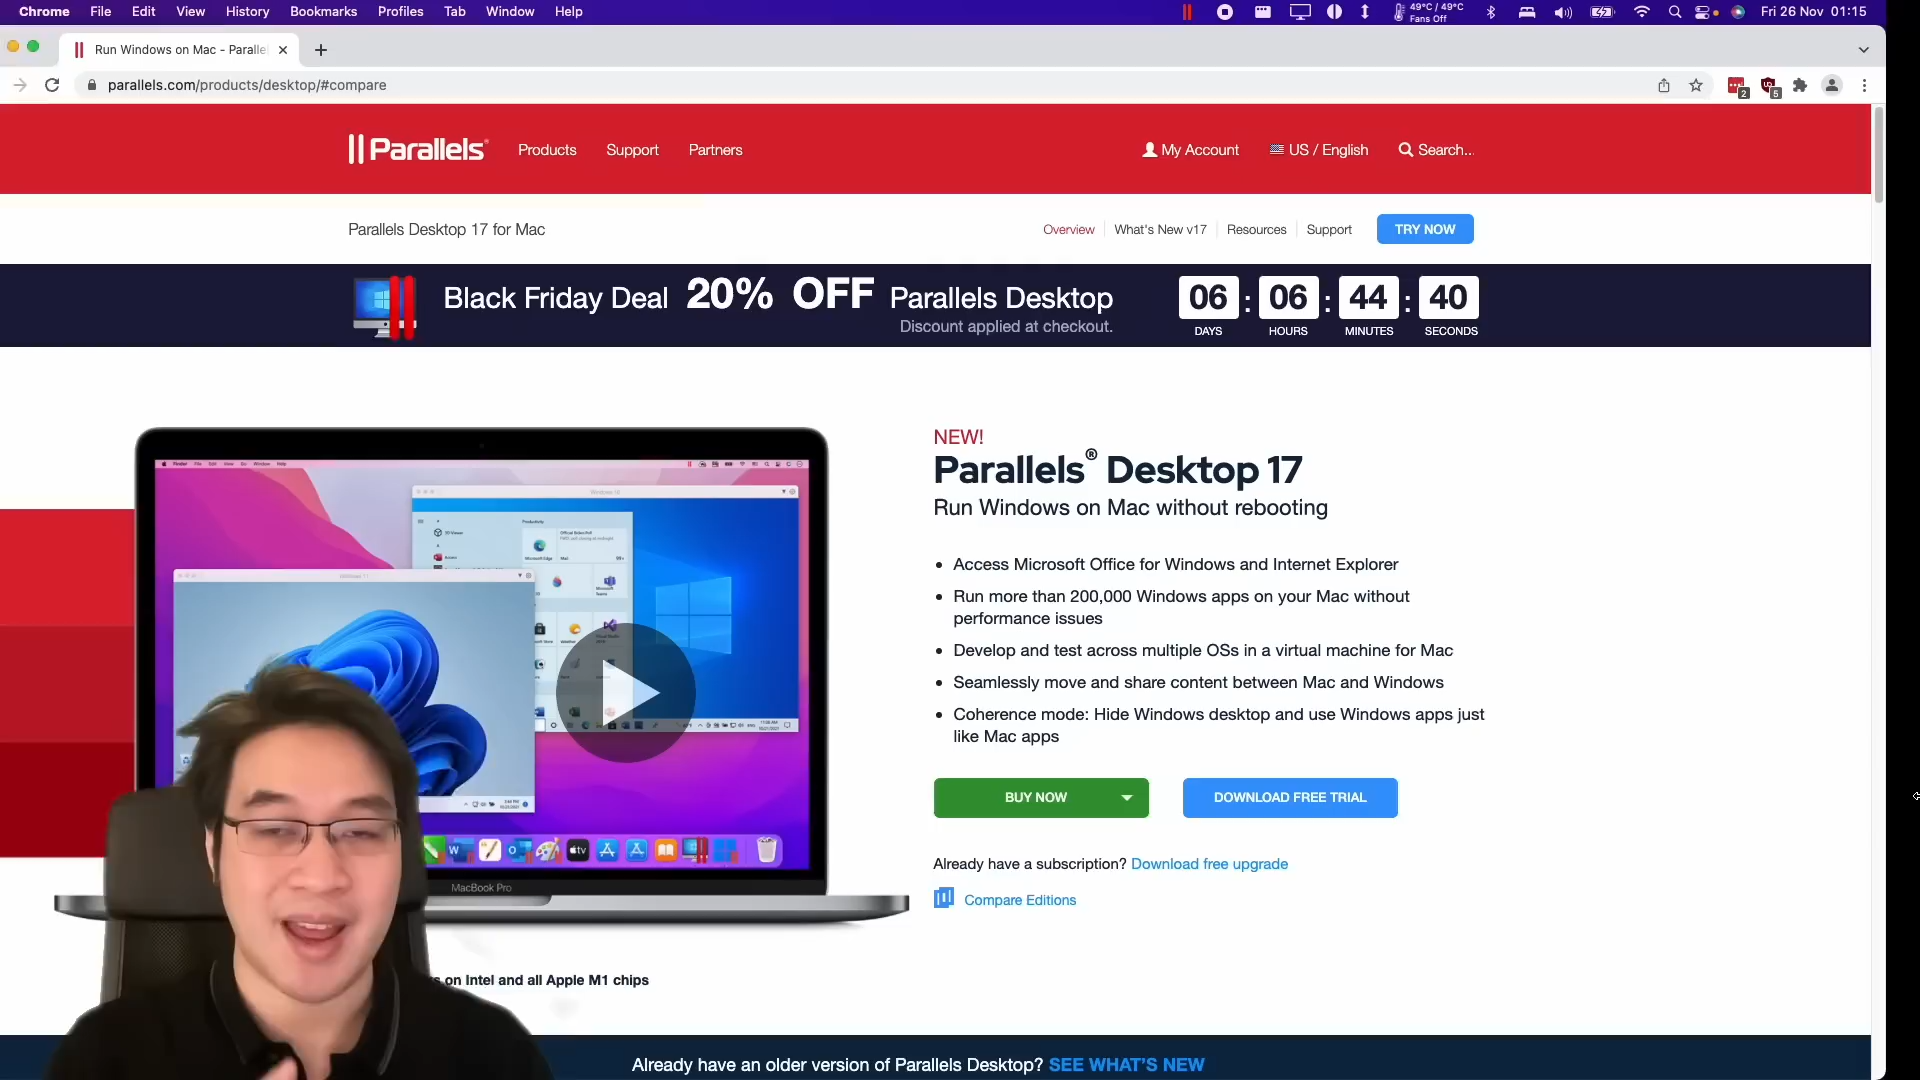 Chrome File Edit View History Bookmarks Profiles Tab Window Help 49°C / 49°C Fans Off Fri 26 Nov 01:15
Run Windows on Mac - Paralle
parallels.com/products/desktop/#compare 2 5
Parallels Products Support Partners My Account US / English Search...
Parallels Desktop 17 for Mac Overview What's New v17 Resources Support TRY NOW
Black Friday Deal 20% OFF Parallels Desktop 06 : 06 : 44 : 40
Discount applied at checkout. DAYS HOURS MINUTES SECONDS
NEW!
Parallels® Desktop 17
Run Windows on Mac without rebooting
Access Microsoft Office for Windows and Internet Explorer
Run more than 200,000 Windows apps on your Mac without
performance issues
Develop and test across multiple OSs in a virtual machine for Mac
Seamlessly move and share content between Mac and Windows
Coherence mode: Hide Windows desktop and use Windows apps just
like Mac apps
BUY NOW DOWNLOAD FREE TRIAL
Already have a subscription? Download free upgrade
MacBook Pro
Compare Editions
on Intel and all Apple M1 chips
Already have an older version of Parallels Desktop? SEE WHAT'S NEW